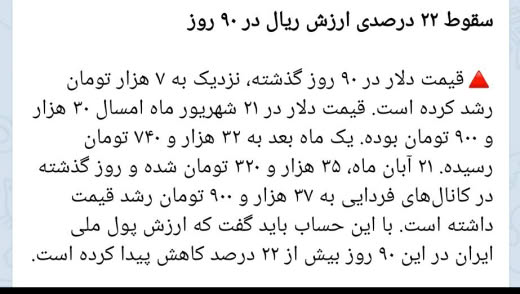 سقوط ۲۲ درصدی ارزش ریال در ۹۰ روز
قیمت دلار در ۹۰ روز گذشته، نزدیک به ۷ هزار تومان
رشد کرده است. قیمت دلار در ۲۱ شهریور ماه امسال ۳۰ هزار
و ۹۰۰ تومان بوده. یک ماه بعد به ۳۲ هزار و ۷۴۰ تومان
رسیده. ۲۱ آبان ماه، ۳۵ هزار و ۳۲۰ تومان شده و روز گذشته
در کانال‌های فردایی به ۳۷ هزار و ۹۰۰ تومان رشد قیمت
داشته است. با این حساب باید گفت که ارزش پول ملی
ایران در این ۹۰ روز بیش از ۲۲ درصد کاهش پیدا کرده است.